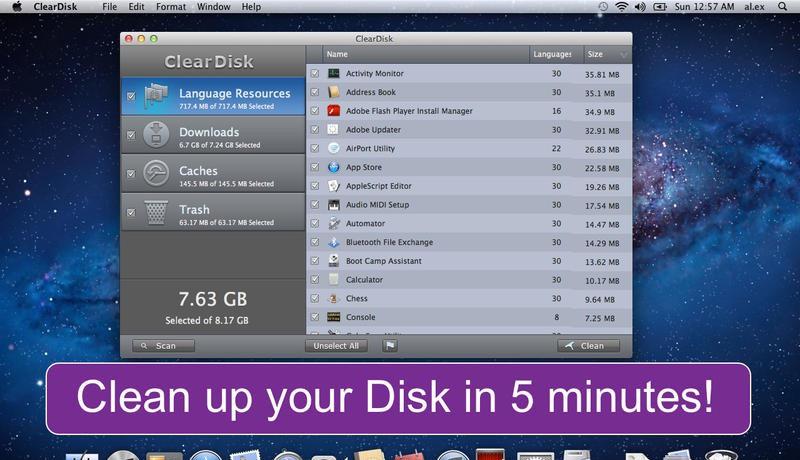 ClearDisk File Edit Format Window Help Sun 12:57 AM al.ex
ClearDisk
ClearDisk
Name Languages Size
Language Resources
717.4 MB of 717.4 MB Selected
Downloads
6.7 GB of 7.24 GB Selected
Caches
145.5 MB of 145.5 MB Selected
Trash
63.17 MB of 63.17 MB Selected
7.63 GB
Selected of 8.17 GB
Activity Monitor 30 35.81 MB
Address Book 30 35.1 MB
Adobe Flash Player Install Manager 16 34.9 MB
Adobe Updater 30 32.91 MB
AirPort Utility 22 26.83 MB
App Store 30 22.58 MB
AppleScript Editor 30 19.26 MB
Audio MIDI Setup 30 17.54 MB
Automator 30 14.47 MB
Bluetooth File Exchange 30 14.29 MB
Boot Camp Assistant 30 13.62 MB
Calculator 30 10.17 MB
Chess 30 9.64 MB
Console 8 7.25 MB
Scan Unselect All Clean
Clean up your Disk in 5 minutes!